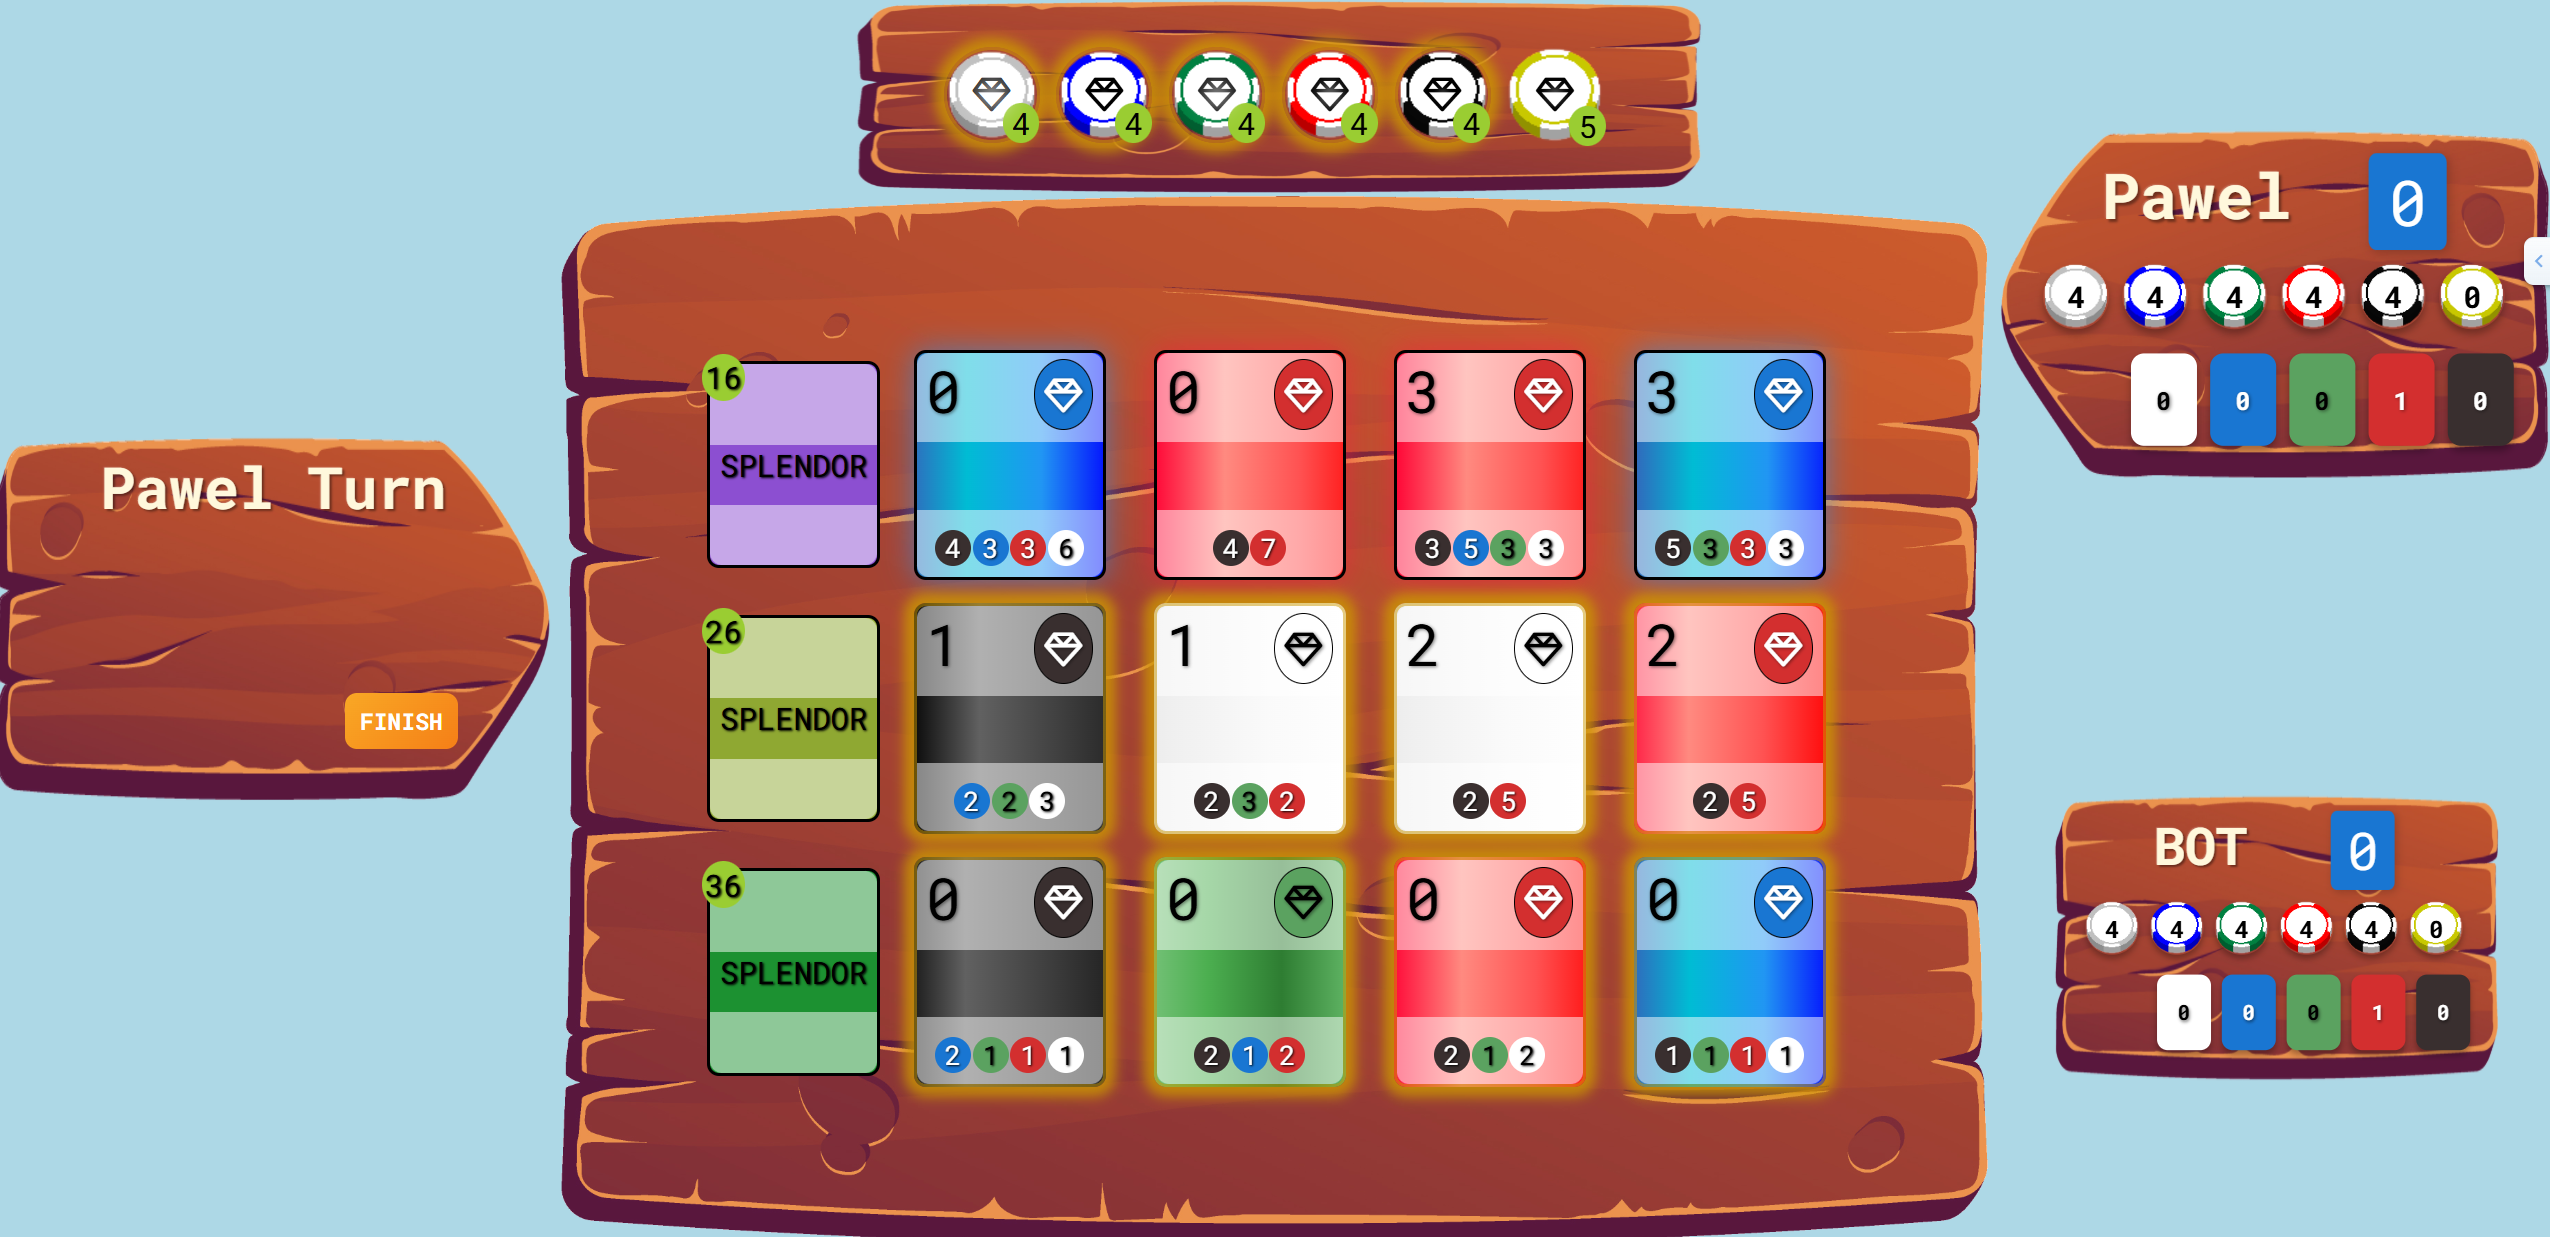 4 4 4 4 4 5
Pawel 0
4 4 4 4 4 0
0 0 0 1 0
Pawel Turn
FINISH
16
SPLENDOR
0 0 3 3
4 3 3 6 4 7 3 5 3 3 5 3 3 3
26
SPLENDOR
1 1 2 2
2 2 3 2 3 2 2 5 2 5
36
SPLENDOR
0 0 0 0
2 1 1 1 2 1 2 2 1 2 1 1 1 1
BOT 0
4 4 4 4 4 0
0 0 0 1 0